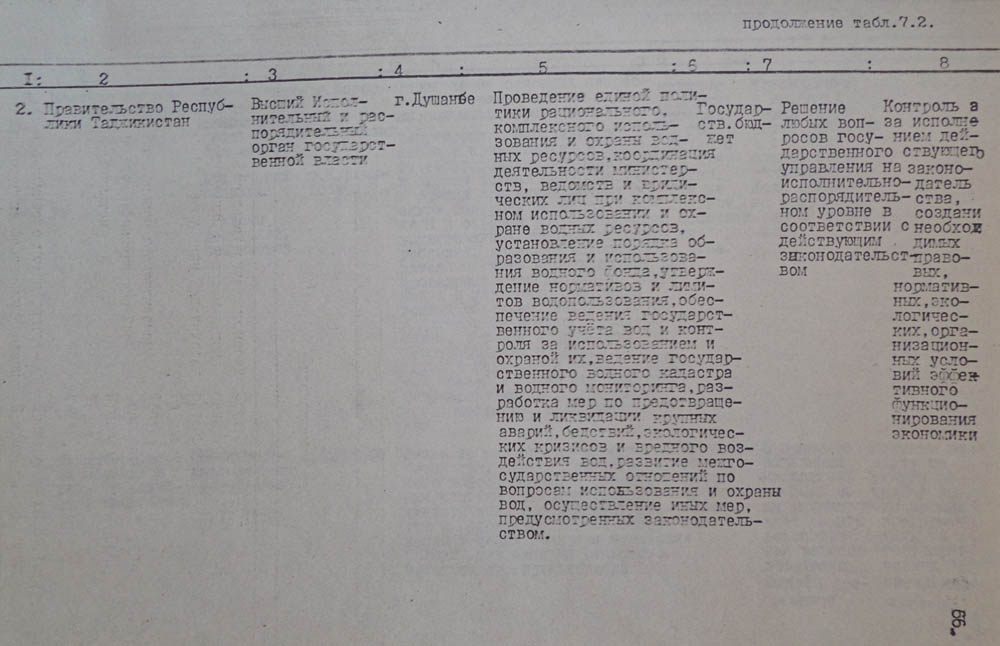 продолжение табл.7.2.
I: 2 : 3 : 4 : 5 : 6 : 7 : 8
2. Правительство Респуб-
лики Таджикистан
Высший Испол-
нительный и рас-
порядительный
орган государст-
венной власти
г.Душанбе
Проведение единой поли-
тики рационального,
комплексного исполь-
зования и охраны вод-
ных ресурсов,координация
деятельности министер-
ств, ведомств и юриди-
ческих лиц при комплекс-
ном использовании и ох-
ране водных ресурсов,
установление порядка об-
разования и использова-
ния водного фонда,утверж-
дение нормативов и лими-
тов водопользования,обес-
печение ведения государст-
венного учёта вод и конт-
роля за использованием и
охраной их,ведение государ-
ственного водного кадастра
и водного мониторинга,раз-
работка мер по предотвраще-
нию и ликвидации крупных
аварий,бедствий,экологичес-
ких кризисов и вредного воз-
действия вод,развитие межго-
сударственных отношений по
вопросам использования и охраны
вод, осуществление иных мер,
предусмотренных законодатель-
ством.
Государ-
ств.бюд-
жет
Решение
любых воп-
росов госу-
дарственного
управления на
исполнительно-
распорядитель-
ном уровне в
соответствии с
действующим
законодательст-
вом
Контроль а
за исполне
нием дей-
ствующего
законо-
датель
ства,
создани
необход
димых
право-
вых,
норматив-
ных,эко-
логичес-
ких,орга-
низацион-
ных усло-
вий эффек
тивного
функцио-
нирования
экономики
66.